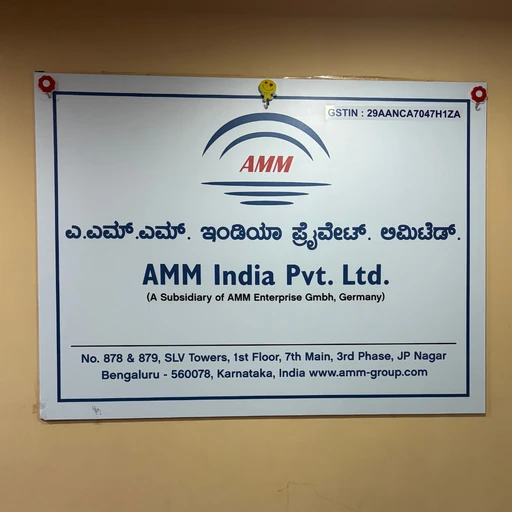 GSTIN : 29AANCA7047H1ZA
AMM
ಎ.ಎಮ್.ಎಮ್. ಇಂಡಿಯಾ ಪ್ರೈವೇಟ್. ಲಿಮಿಟೆಡ್.
AMM India Pvt. Ltd.
(A Subsidiary of AMM Enterprise Gmbh, Germany)
No. 878 & 879, SLV Towers, 1st Floor, 7th Main, 3rd Phase, JP Nagar
Bengaluru - 560078, Karnataka, India www.amm-group.com